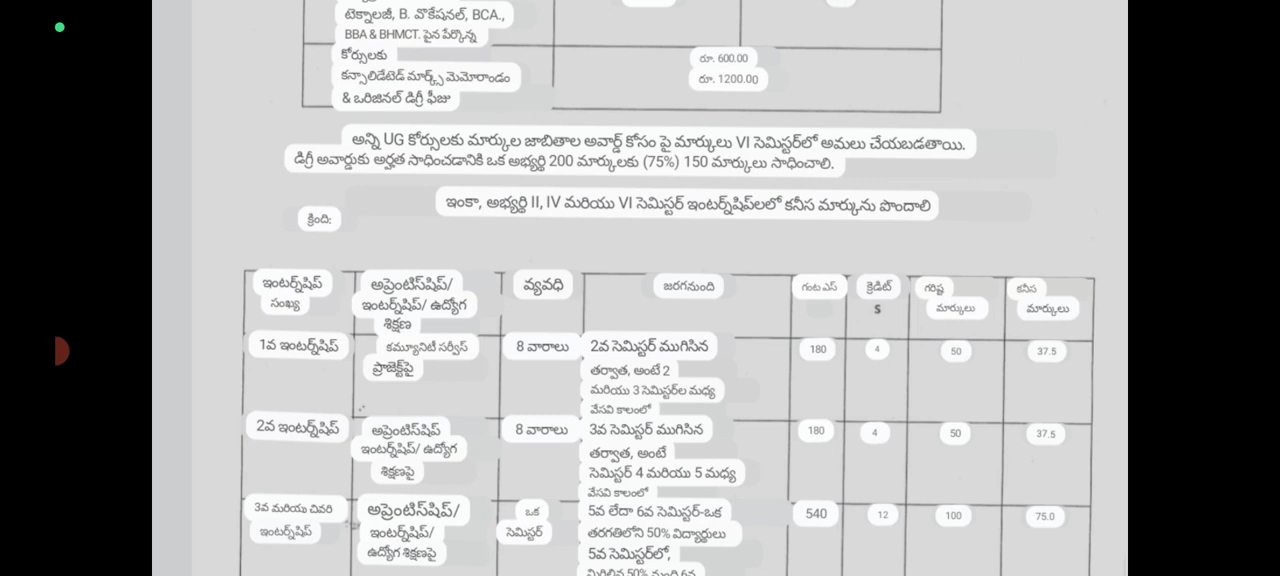 టెక్నాలజీ, B. వొకేషనల్, BCA.,
BBA & BHMCT. పైన పేర్కొన్న
కోర్సులకు
రూ. 600.00
కన్సాలిడేటెడ్ మార్క్స్ మెమోరాండం
రూ. 1200.00
& ఒరిజినల్ డిగ్రీ ఫీజు
అన్ని UG కోర్సులకు మార్కుల జాబితాల అవార్డ్ కోసం పై మార్కులు VI సెమిస్టర్‌లో అమలు చేయబడతాయి.
డిగ్రీ అవార్డుకు అర్హత సాధించడానికి ఒక అభ్యర్థి 200 మార్కులకు (75%) 150 మార్కులు సాధించాలి.
ఇంకా, అభ్యర్థి II, IV మరియు VI సెమిస్టర్ ఇంటర్న్‌షిప్‌లలో కనీస మార్కును పొందాలి
క్రింది:
ఇంటర్న్‌షిప్ సంఖ్య
అప్రెంటిస్‌షిప్/ ఇంటర్న్‌షిప్/ ఉద్యోగ శిక్షణ
వ్యవధి
జరగనుంది
గంట ఎస్
క్రెడిట్ S
గరిష్ట మార్కులు
కనీస మార్కులు
1వ ఇంటర్న్‌షిప్
కమ్యూనిటీ సర్వీస్
ప్రాజెక్ట్‌పై
8 వారాలు
2వ సెమిస్టర్ ముగిసిన
తర్వాత, అంటే 2
మరియు 3 సెమిస్టర్‌ల మధ్య
వేసవి కాలంలో
180
4
50
37.5
2వ ఇంటర్న్‌షిప్
అప్రెంటిస్‌షిప్
ఇంటర్న్‌షిప్/ ఉద్యోగ
శిక్షణపై
8 వారాలు
3వ సెమిస్టర్ ముగిసిన
తర్వాత, అంటే
సెమిస్టర్ 4 మరియు 5 మధ్య
వేసవి కాలంలో
180
4
50
37.5
3వ మరియు చివరి
ఇంటర్న్‌షిప్
అప్రెంటిస్‌షిప్/
ఇంటర్న్‌షిప్/
ఉద్యోగ శిక్షణపై
ఒక
సెమిస్టర్
5వ లేదా 6వ సెమిస్టర్-ఒక
తరగతిలోని 50% విద్యార్థులు
5వ సెమిస్టర్‌లో,
540
12
100
75.0